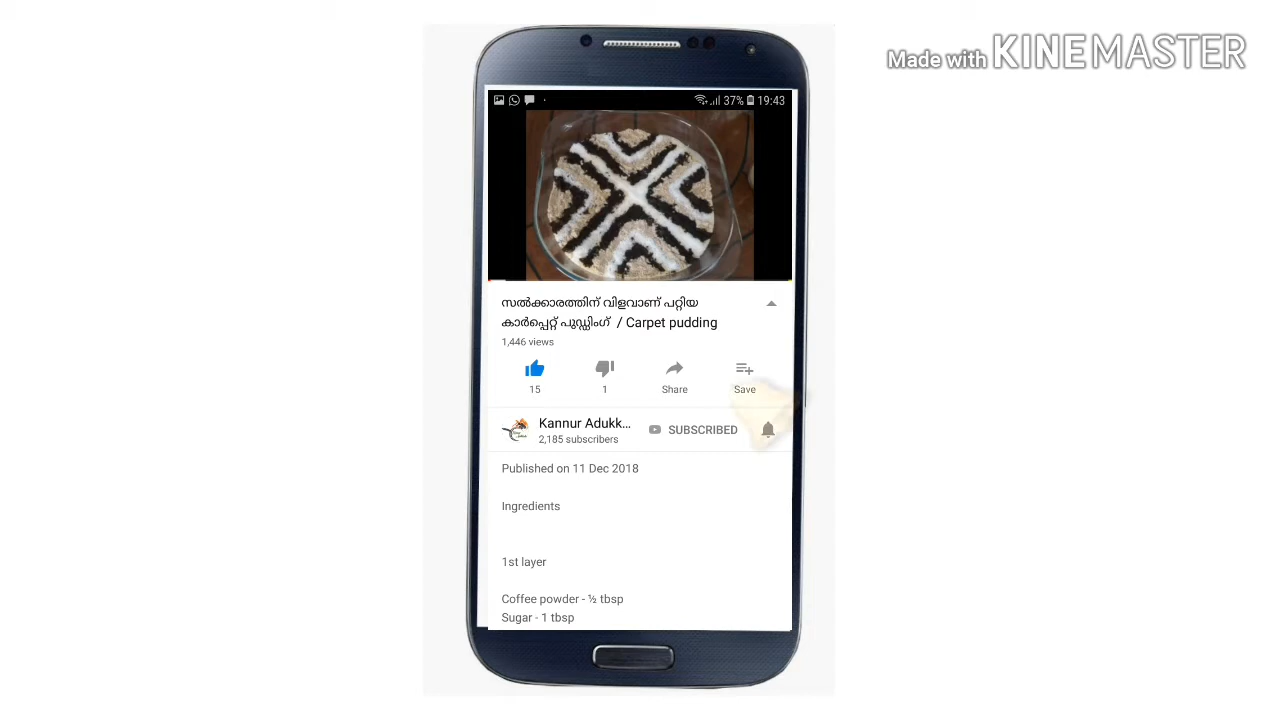 Made with KINEMASTER
37% 19:43
സൽക്കാരത്തിന് വിളവാണ് പറ്റിയ
കാർപ്പെറ്റ് പുഡ്ഡിംഗ് / Carpet pudding
1,446 views
15
1
Share
Save
Kannur Adukk...
2,185 subscribers
SUBSCRIBED
Published on 11 Dec 2018
Ingredients
1st layer
Coffee powder - ½ tbsp
Sugar - 1 tbsp